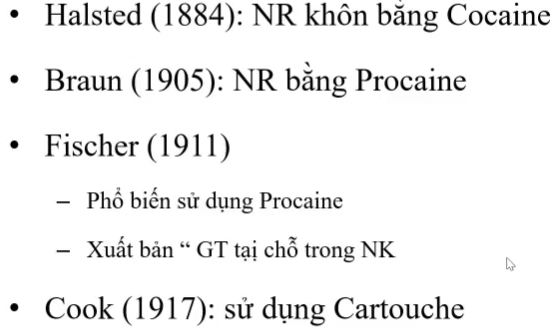 • Halsted (1884): NR khôn bằng Cocaine
• Braun (1905): NR bằng Procaine
• Fischer (1911)
– Phổ biến sử dụng Procaine
– Xuất bản “ GT tại chỗ trong NK
• Cook (1917): sử dụng Cartouche